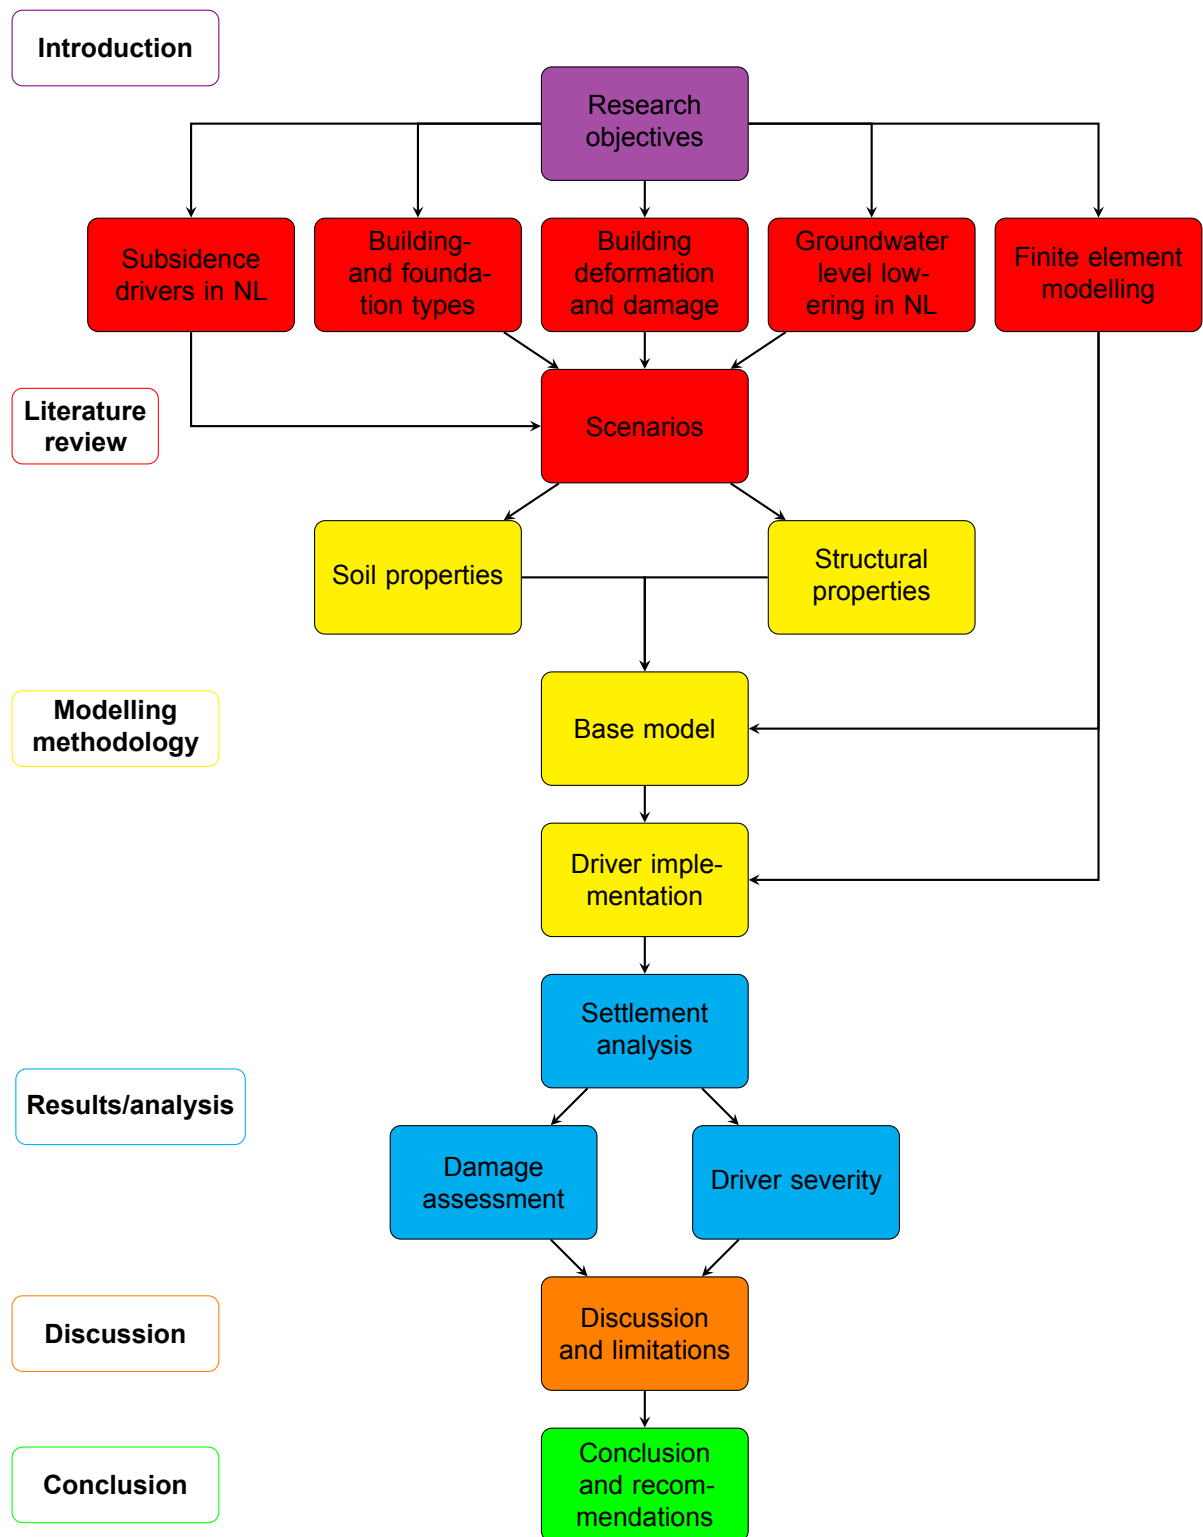 Introduction
Research
objectives
Subsidence
drivers in NL
Building-
and founda-
tion types
Building
deformation
and damage
Groundwater
level low-
ering in NL
Finite element
modelling
Literature
review
Scenarios
Soil properties
Structural
properties
Modelling
methodology
Base model
Driver imple-
mentation
Settlement
analysis
Results/analysis
Damage
assessment
Driver severity
Discussion
Discussion
and limitations
Conclusion
Conclusion
and recom-
mendations